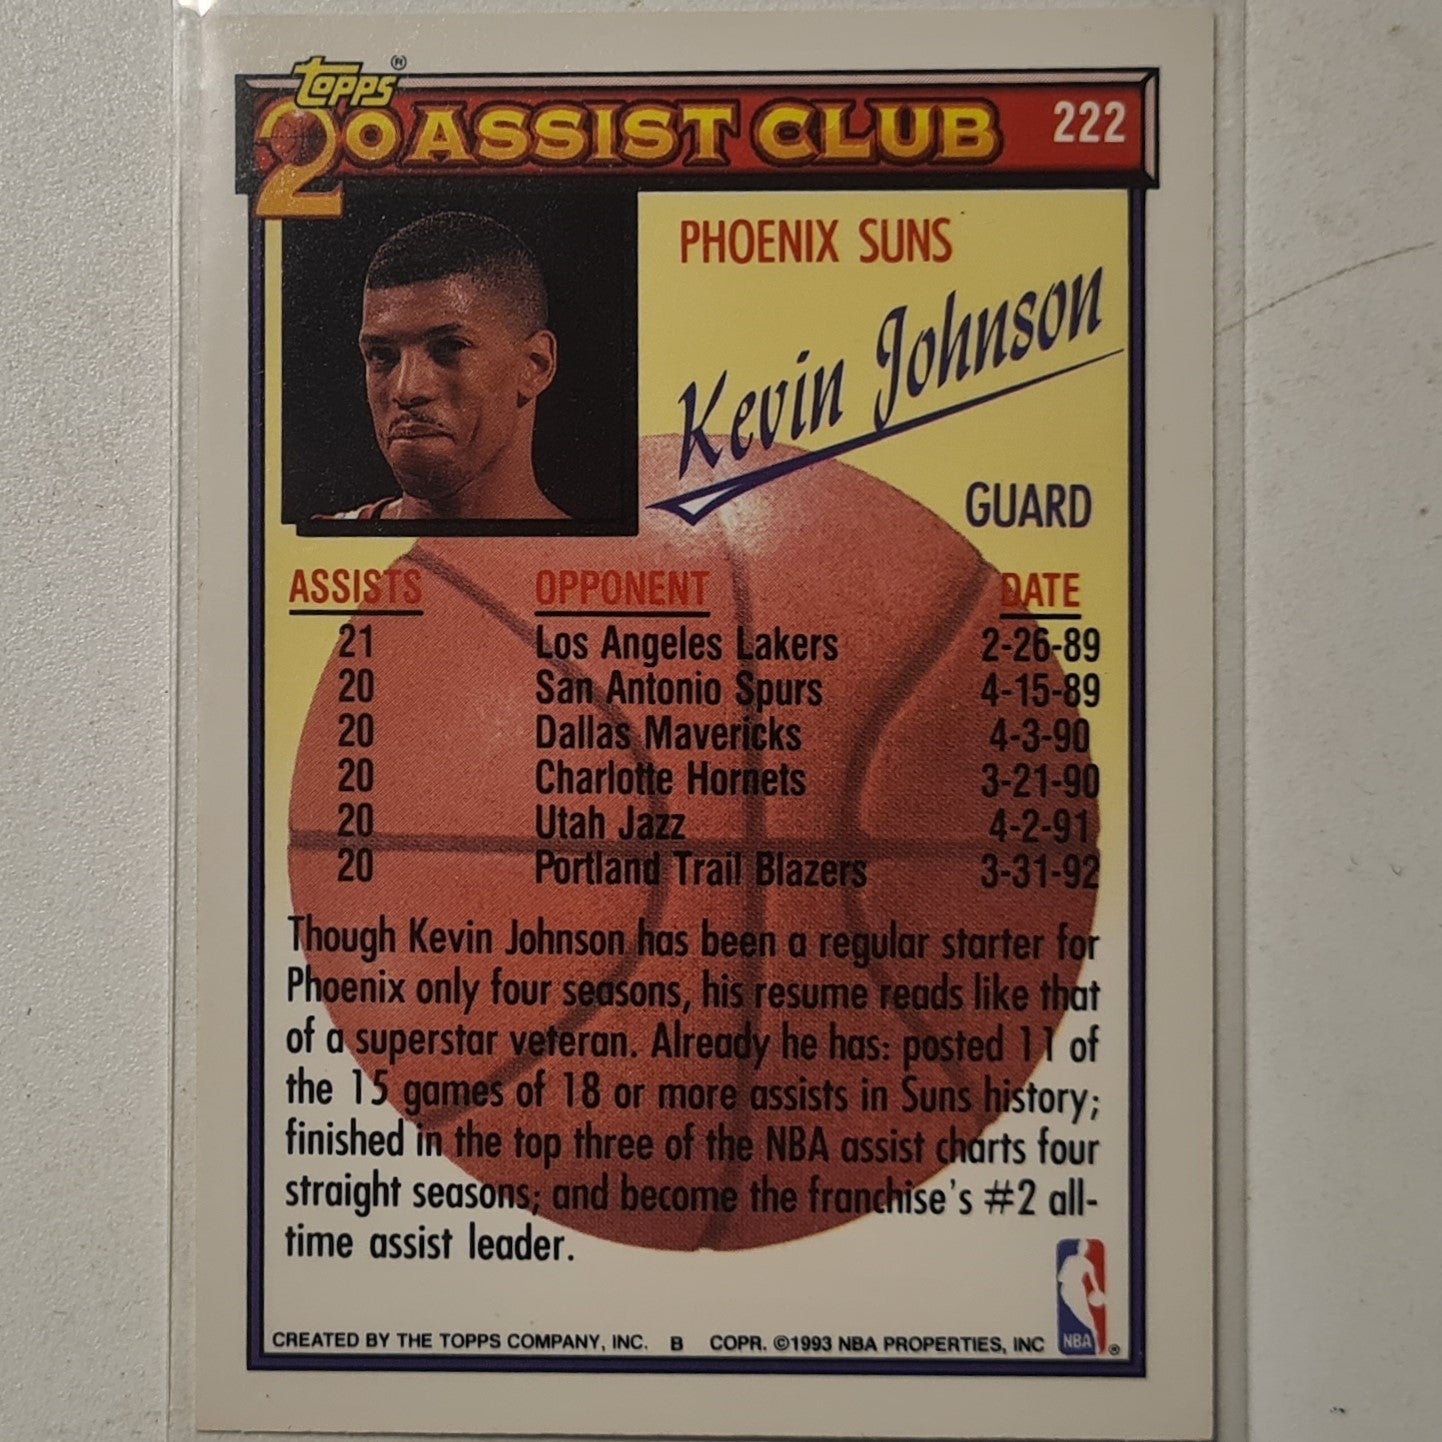 TOPPS®
20 ASSIST CLUB 222
PHOENIX SUNS
Kevin Johnson
GUARD
ASSISTS OPPONENT DATE
21 Los Angeles Lakers 2-26-89
20 San Antonio Spurs 4-15-89
20 Dallas Mavericks 4-3-90
20 Charlotte Hornets 3-21-90
20 Utah Jazz 4-2-91
20 Portland Trail Blazers 3-31-92
Though Kevin Johnson has been a regular starter for
Phoenix only four seasons, his resume reads like that
of a superstar veteran. Already he has: posted 11 of
the 15 games of 18 or more assists in Suns history;
finished in the top three of the NBA assist charts four
straight seasons; and become the franchise's #2 all-
time assist leader.
CREATED BY THE TOPPS COMPANY, INC. B COPR. ©1993 NBA PROPERTIES, INC
NBA ®